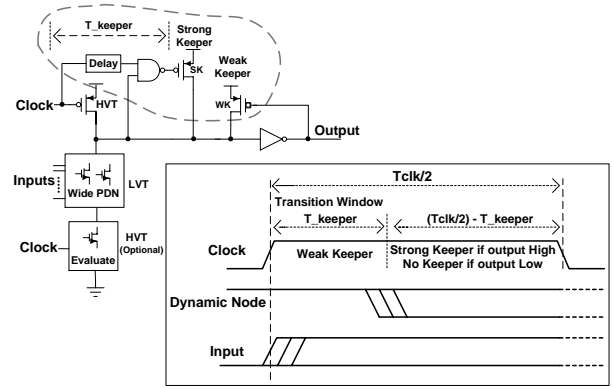 T_keeper
Strong
Keeper
Delay
SK
Weak
Keeper
Clock
HVT
WK
Output
Inputs
Wide PDN
LVT
Clock
HVT
(Optional)
Evaluate
Tclk/2
Transition Window
T_keeper
(Tclk/2) - T_keeper
Clock
Weak Keeper
Strong Keeper if output High
No Keeper if output Low
Dynamic Node
Input